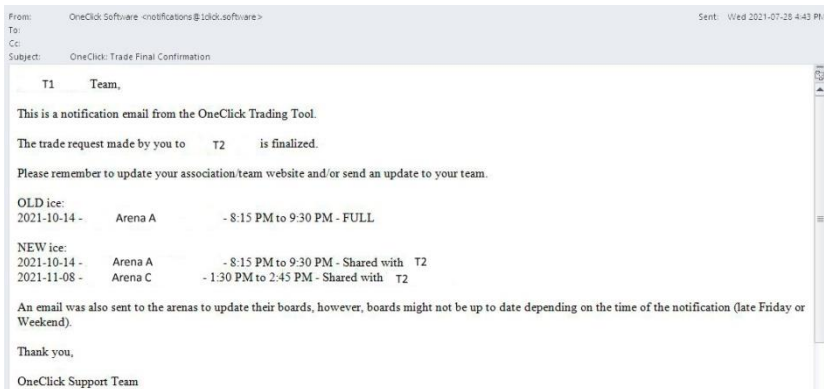 From: OneClick Software <notifications@1click.software> Sent: Wed 2021-07-28 4:43 PM
To:
Cc:
Subject: OneClick: Trade Final Confirmation
T1 Team,
This is a notification email from the OneClick Trading Tool.
The trade request made by you to T2 is finalized.
Please remember to update your association/team website and/or send an update to your team.
OLD ice:
2021-10-14 - Arena A - 8:15 PM to 9:30 PM - FULL
NEW ice:
2021-10-14 - Arena A - 8:15 PM to 9:30 PM - Shared with T2
2021-11-08 - Arena C - 1:30 PM to 2:45 PM - Shared with T2
An email was also sent to the arenas to update their boards, however, boards might not be up to date depending on the time of the notification (late Friday or
Weekend).
Thank you,
OneClick Support Team